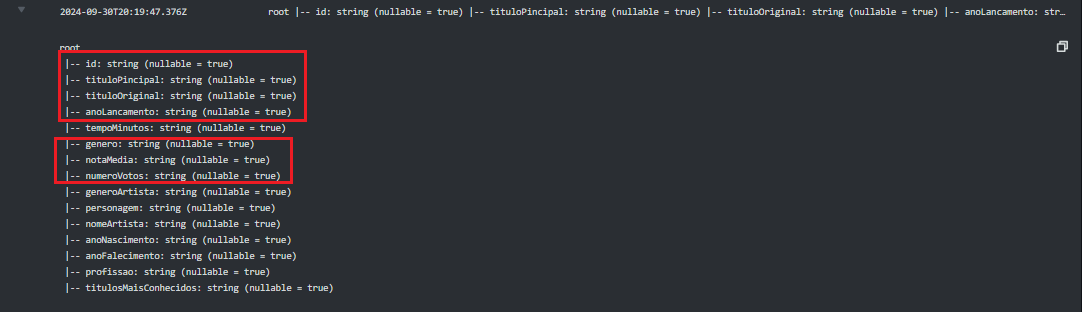 2024-09-30T20:19:47.376Z root |-- id: string (nullable = true) |-- tituloPincipal: string (nullable = true) |-- tituloOriginal: string (nullable = true) |-- anoLancamento: str…
root
|-- id: string (nullable = true)
|-- tituloPincipal: string (nullable = true)
|-- tituloOriginal: string (nullable = true)
|-- anoLancamento: string (nullable = true)
|-- tempoMinutos: string (nullable = true)
|-- genero: string (nullable = true)
|-- notaMedia: string (nullable = true)
|-- numeroVotos: string (nullable = true)
|-- generoArtista: string (nullable = true)
|-- personagem: string (nullable = true)
|-- nomeArtista: string (nullable = true)
|-- anoNascimento: string (nullable = true)
|-- anoFalecimento: string (nullable = true)
|-- profissao: string (nullable = true)
|-- titulosMaisConhecidos: string (nullable = true)